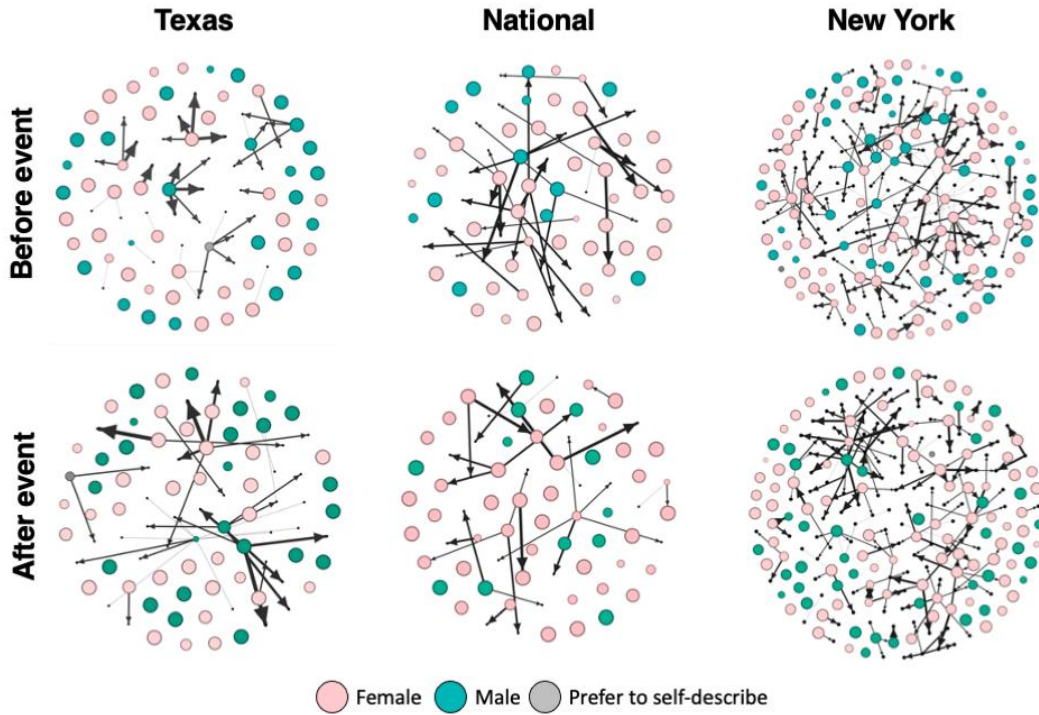 Texas
National
New York
Before event
After event
Female
Male
Prefer to self-describe